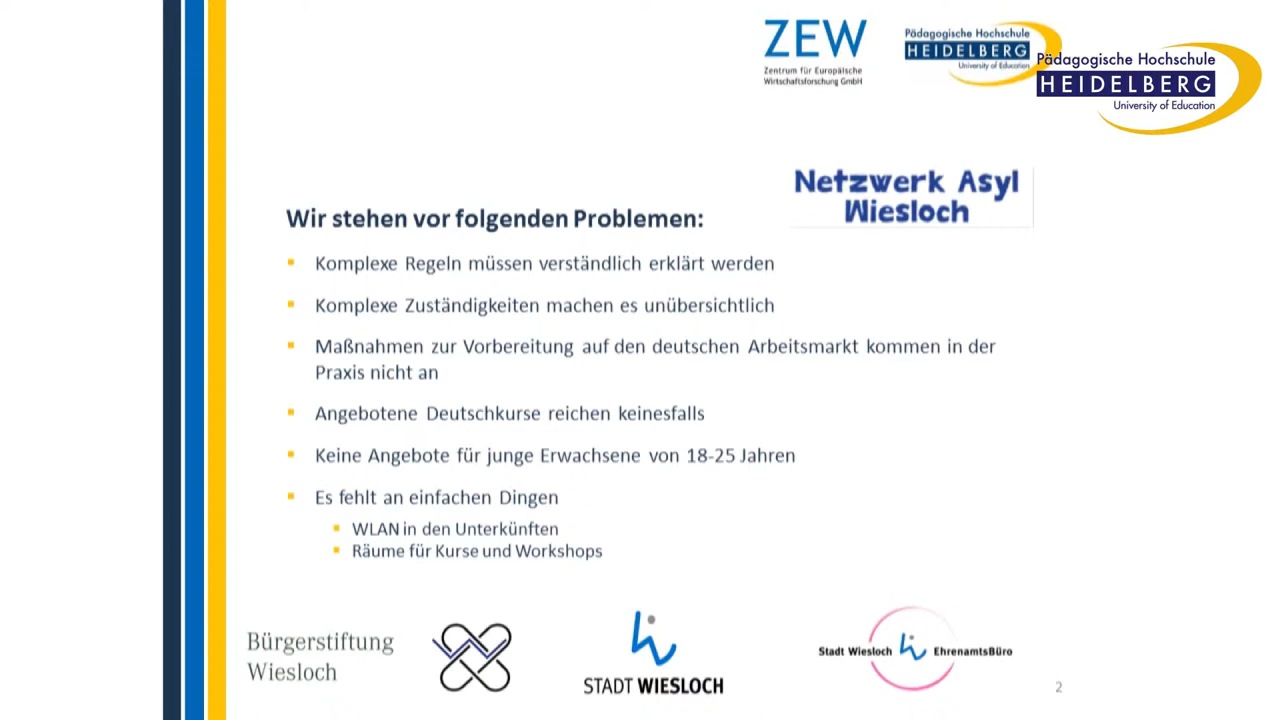 ZEW
Zentrum für Europäische
Wirtschaftsforschung GmbH
Pädagogische Hochschule
HEIDELBERG
University of Education
Pädagogische Hochschule
HEIDELBERG
University of Education
Netzwerk Asyl
Wiesloch
Wir stehen vor folgenden Problemen:
Komplexe Regeln müssen verständlich erklärt werden
Komplexe Zuständigkeiten machen es unübersichtlich
Maßnahmen zur Vorbereitung auf den deutschen Arbeitsmarkt kommen in der
Praxis nicht an
Angebotene Deutschkurse reichen keinesfalls
Keine Angebote für junge Erwachsene von 18-25 Jahren
Es fehlt an einfachen Dingen
WLAN in den Unterkünften
Räume für Kurse und Workshops
Bürgerstiftung
Wiesloch
STADT WIESLOCH
Stadt Wiesloch EhrenamtsBüro
2